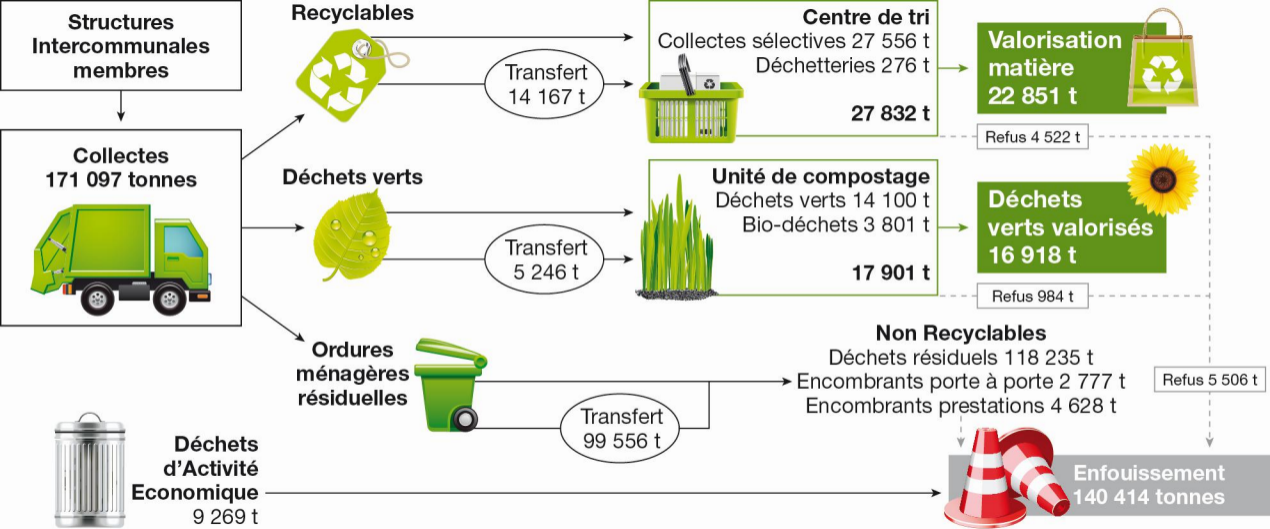 Structures
Intercommunales
membres
Collectes
171 097 tonnes
Recyclables
Transfert
14 167 t
Centre de tri
Collectes sélectives 27 556 t
Déchetteries 276 t
27 832 t
Valorisation
matière
22 851 t
Refus 4 522 t
Déchets verts
Transfert
5 246 t
Unité de compostage
Déchets verts 14 100 t
Bio-déchets 3 801 t
17 901 t
Déchets
verts valorisés
16 918 t
Refus 984 t
Ordures
ménagères
résiduelles
Transfert
99 556 t
Non Recyclables
Déchets résiduels 118 235 t
Encombrants porte à porte 2 777 t
Encombrants prestations 4 628 t
Refus 5 506 t
Déchets
d'Activité
Economique
9 269 t
Enfouissement
140 414 tonnes